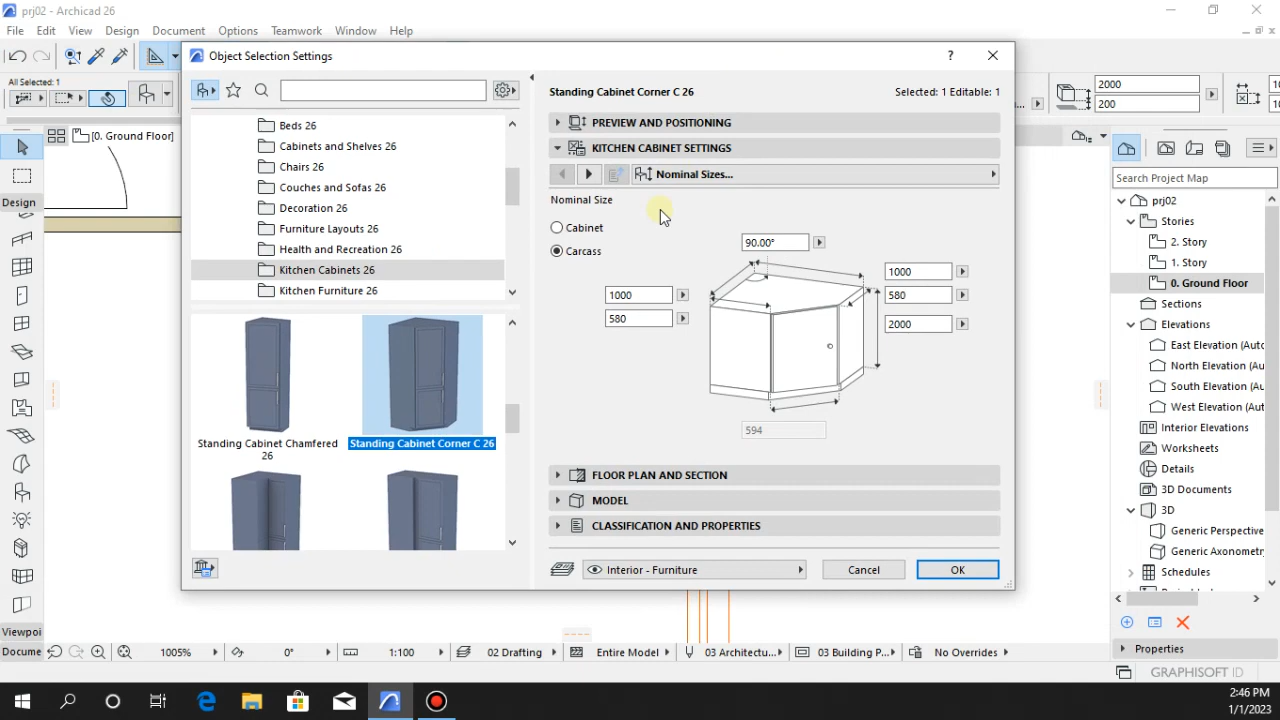 prj02 - Archicad 26
File Edit View Design Document Options Teamwork Window Help
Object Selection Settings ?
All Selected: 1
2000
200
[0. Ground Floor]
Standing Cabinet Corner C 26 Selected: 1 Editable: 1
PREVIEW AND POSITIONING
KITCHEN CABINET SETTINGS
Nominal Sizes...
Nominal Size
Cabinet
Carcass
90.00°
1000
580
1000
580
2000
594
FLOOR PLAN AND SECTION
MODEL
CLASSIFICATION AND PROPERTIES
Interior - Furniture
Cancel
OK
Beds 26
Cabinets and Shelves 26
Chairs 26
Couches and Sofas 26
Decoration 26
Furniture Layouts 26
Health and Recreation 26
Kitchen Cabinets 26
Kitchen Furniture 26
Standing Cabinet Chamfered
26
Standing Cabinet Corner C 26
Design
Viewpoi
Docume
Search Project Map
prj02
Stories
2. Story
1. Story
0. Ground Floor
Sections
Elevations
East Elevation (Auto
North Elevation (Aut
South Elevation (Aut
West Elevation (Aut
Interior Elevations
Worksheets
Details
3D Documents
3D
Generic Perspective
Generic Axonometr
Schedules
Properties
1005% 0° 1:100 02 Drafting Entire Model 03 Architectu... 03 Building P... No Overrides
GRAPHISOFT ID
2:46 PM
1/1/2023